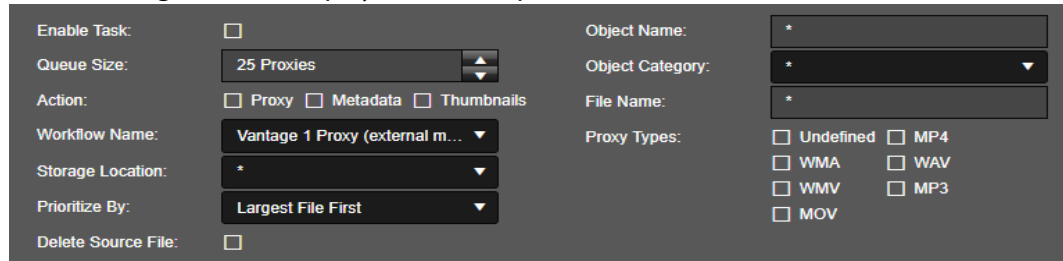 Enable Task:
Queue Size: 25 Proxies
Action: Proxy Metadata Thumbnails
Workflow Name: Vantage 1 Proxy (external m...
Storage Location: *
Prioritize By: Largest File First
Delete Source File:
Object Name: *
Object Category: *
File Name: *
Proxy Types: Undefined MP4
WMA WAV
WMV MP3
MOV